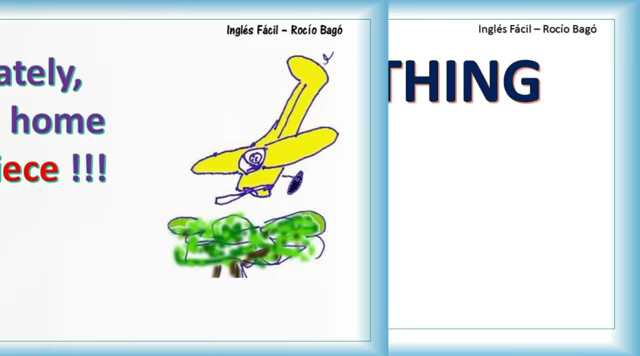 Inglés Fácil – Rocío Bagó
ately,
home
iece !!!
Inglés Fácil – Rocío Bagó
THING